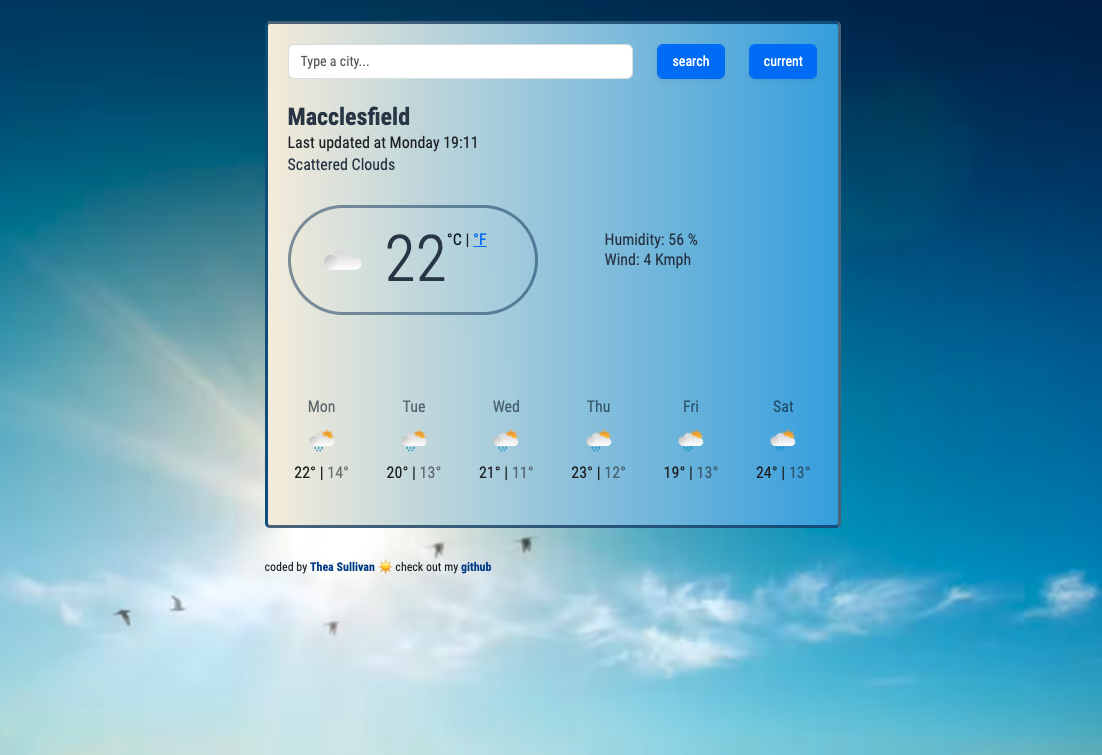 Type a city...
search
current
Macclesfield
Last updated at Monday 19:11
Scattered Clouds
22 °C | °F
Humidity: 56 %
Wind: 4 Kmph
Mon Tue Wed Thu Fri Sat
22° | 14° 20° | 13° 21° | 11° 23° | 12° 19° | 13° 24° | 13°
coded by Thea Sullivan ☀️ check out my github